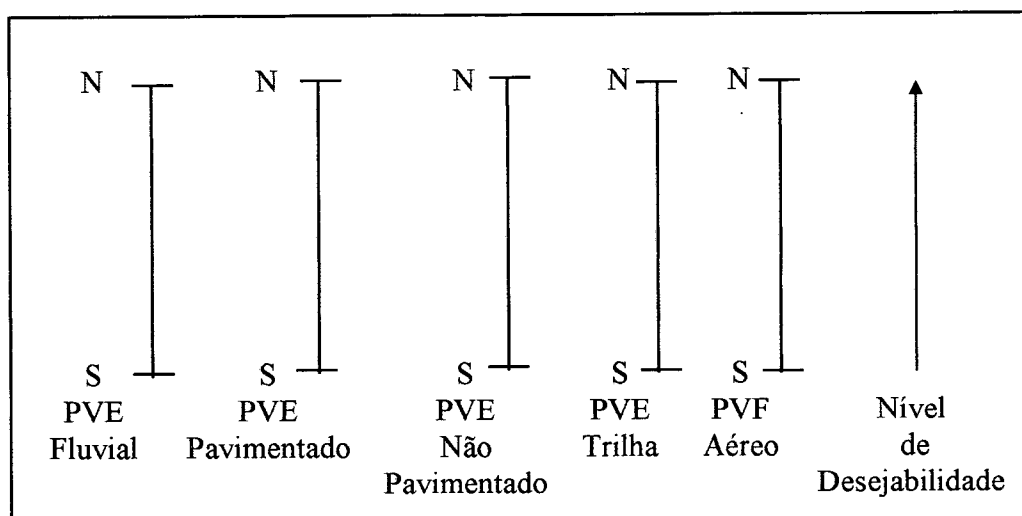 N N N N N
S S S S S
PVE PVE PVE PVE PVF Nível
Fluvial Pavimentado Não Trilha Aéreo de
Pavimentado Desejabilidade